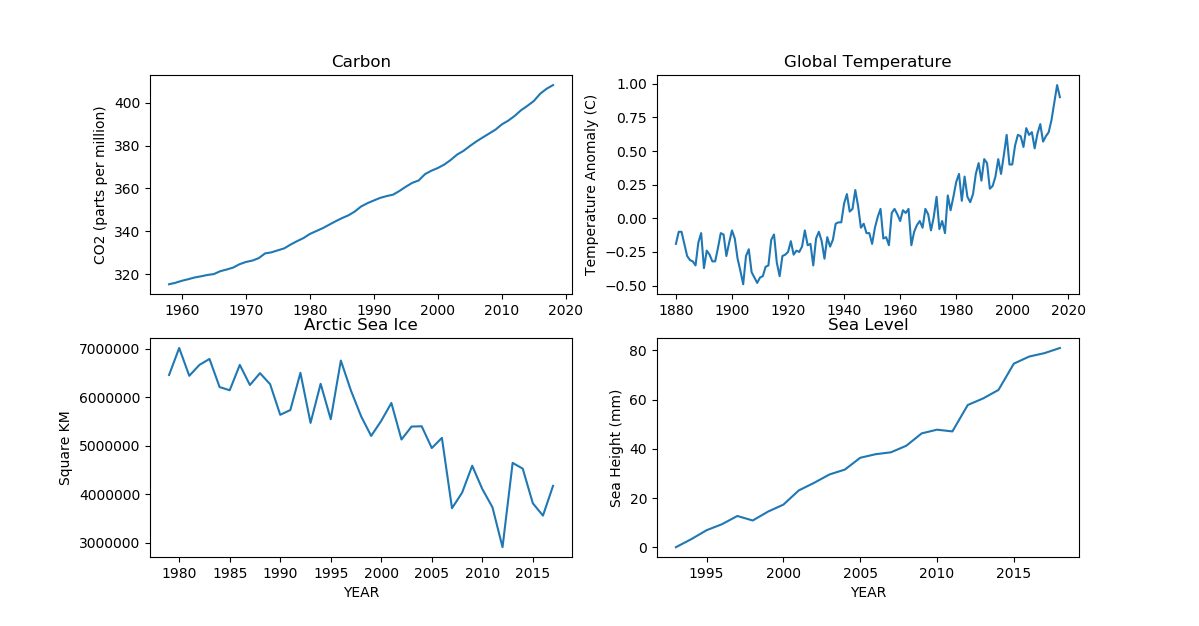 Carbon
CO2 (parts per million)
400
380
360
340
320
1960 1970 1980 1990 2000 2010 2020
Global Temperature
Temperature Anomaly (C)
1.00
0.75
0.50
0.25
0.00
−0.25
−0.50
1880 1900 1920 1940 1960 1980 2000 2020
Arctic Sea Ice
Square KM
7000000
6000000
5000000
4000000
3000000
1980 1985 1990 1995 2000 2005 2010 2015
YEAR
Sea Level
Sea Height (mm)
80
60
40
20
0
1995 2000 2005 2010 2015
YEAR